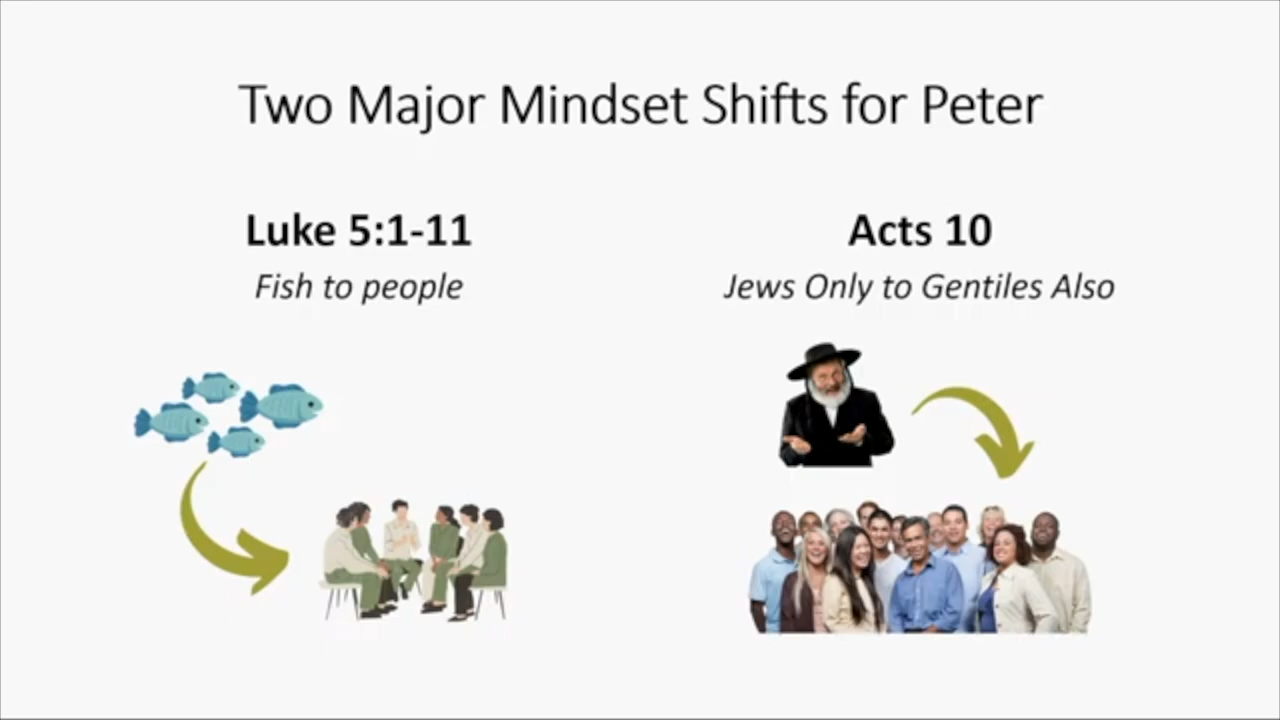 Two Major Mindset Shifts for Peter
Luke 5:1-11
Fish to people
Acts 10
Jews Only to Gentiles Also